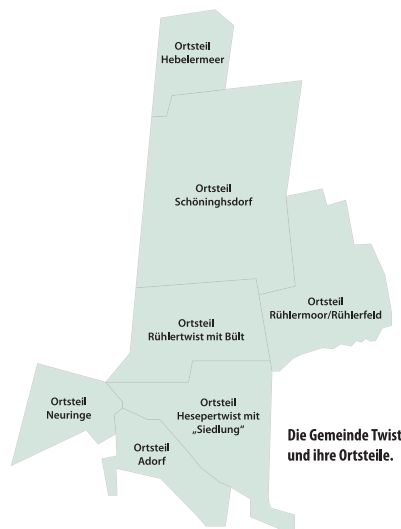 Ortsteil
Hebelermeer
Ortsteil
Schöninghsdorf
Ortsteil
Rühlermoor/Rühlerfeld
Ortsteil
Rühlertwist mit Bült
Ortsteil
Neuringe
Ortsteil
Hesepertwist mit
„Siedlung”
Ortsteil
Adorf
Die Gemeinde Twist
und ihre Ortsteile.